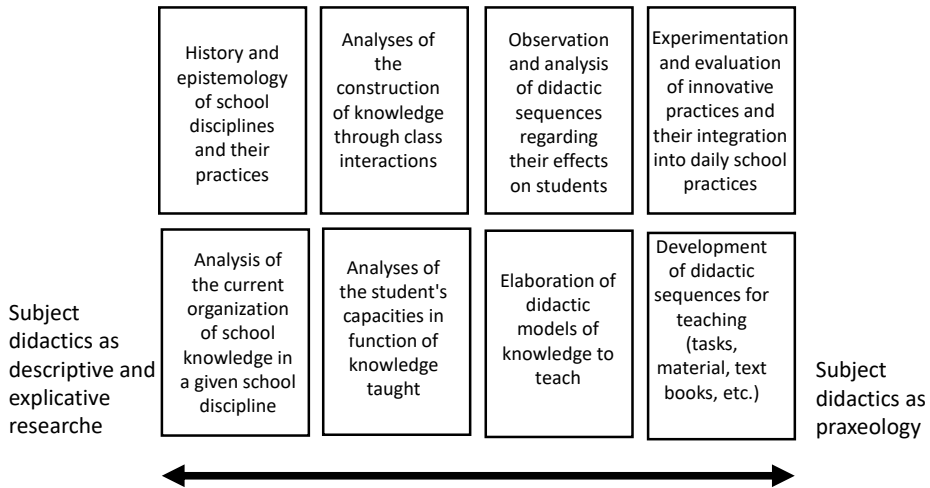 History and
epistemology
of school
disciplines
and their
practices
Analyses of
the
construction
of knowledge
through class
interactions
Observation
and analysis
of didactic
sequences
regarding
their effects
on students
Experimentation
and evaluation
of innovative
practices and
their integration
into daily school
practices
Subject
didactics as
descriptive and
explicative
researche
Analysis of
the current
organization
of school
knowledge in
a given school
discipline
Analyses of
the student's
capacities in
function of
knowledge
taught
Elaboration of
didactic
models of
knowledge to
teach
Development
of didactic
sequences for
teaching
(tasks,
material, text
books, etc.)
Subject
didactics as
praxeology